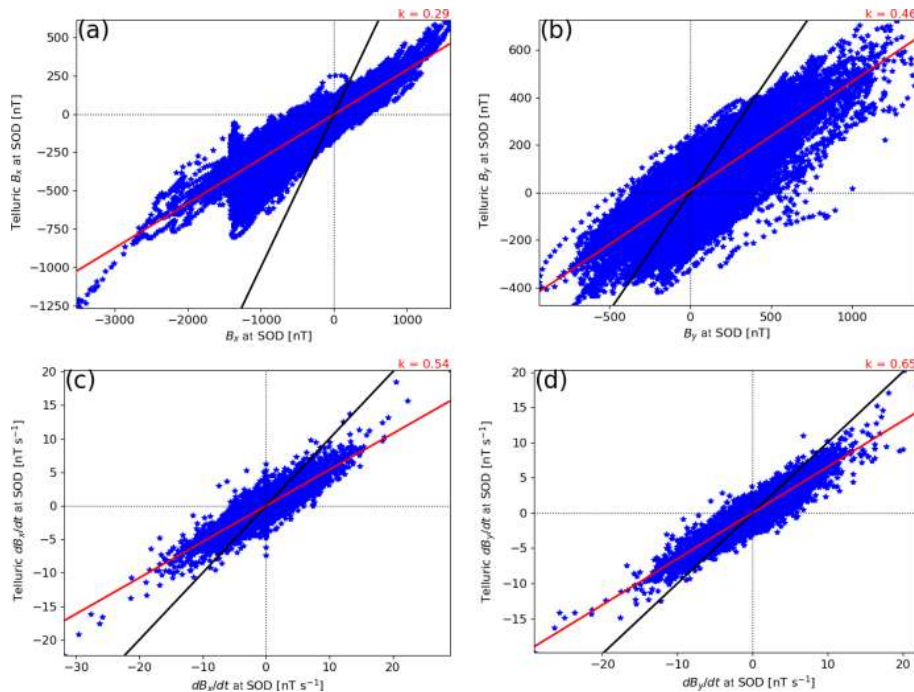 k = 0.29
(a)
500
250
0
−250
−500
−750
−1000
−1250
Telluric Bx at SOD [nT]
−3000 −2000 −1000 0 1000
Bx at SOD [nT]
k = 0.46
(b)
600
400
200
0
−200
−400
Telluric By at SOD [nT]
−500 0 500 1000
By at SOD [nT]
k = 0.54
(c)
20
15
10
5
0
−5
−10
−15
−20
Telluric dBx/dt at SOD [nT s⁻¹]
−30 −20 −10 0 10 20
dBx/dt at SOD [nT s⁻¹]
k = 0.65
(d)
20
15
10
5
0
−5
−10
−15
Telluric dBy/dt at SOD [nT s⁻¹]
−20 −10 0 10 20
dBy/dt at SOD [nT s⁻¹]